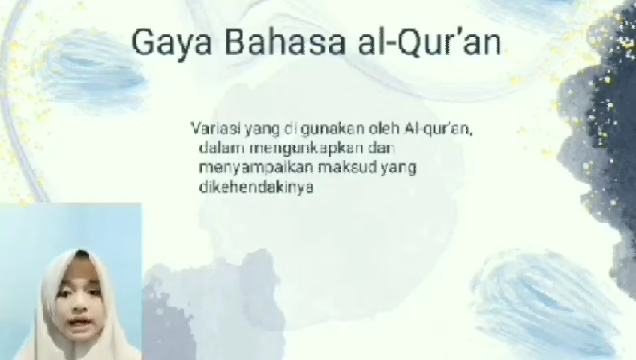 Gaya Bahasa al-Qur'an
Variasi yang di gunakan oleh Al-qur'an,
dalam mengunkapkan dan
menyampaikan maksud yang
dikehendakinya